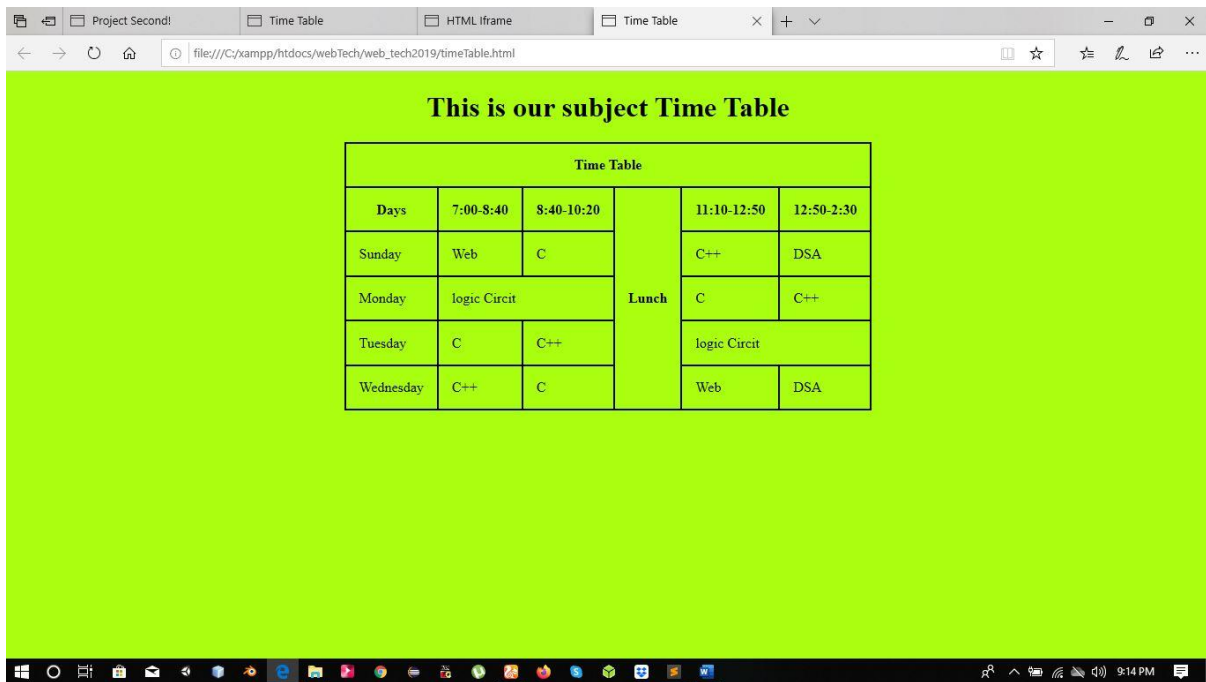 Project Second!
Time Table
HTML Iframe
Time Table
file:///C:/xampp/htdocs/webTech/web_tech2019/timeTable.html
This is our subject Time Table
Time Table
Days 7:00-8:40 8:40-10:20 Lunch 11:10-12:50 12:50-2:30
Sunday Web C C++ DSA
Monday logic Circit C C++
Tuesday C C++ logic Circit
Wednesday C++ C Web DSA
9:14 PM